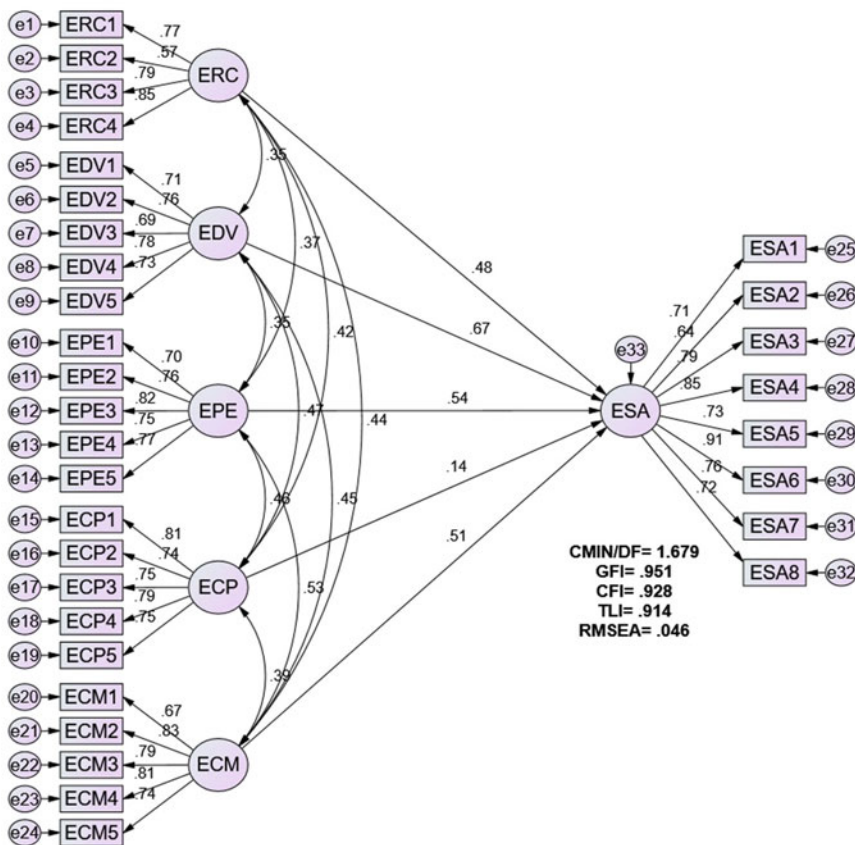 e1 ERC1
.77
e2 ERC2
.57
e3 ERC3
.79
ERC
e4 ERC4
.85
e5 EDV1
.71
e6 EDV2
.76
e7 EDV3
.69
EDV
e8 EDV4
.78
e9 EDV5
.73
e10 EPE1
.70
e11 EPE2
.76
e12 EPE3
.82
EPE
e13 EPE4
.75
e14 EPE5
.77
e15 ECP1
.81
e16 ECP2
.74
e17 ECP3
.75
ECP
e18 ECP4
.79
e19 ECP5
.75
e20 ECM1
.67
e21 ECM2
.83
e22 ECM3
.79
ECM
e23 ECM4
.81
e24 ECM5
.74
.35
.37
.35
.42
.47
.44
.46
.45
.53
.39
.48
.67
.54
.14
.51
e33
ESA
.71
ESA1 e25
.64
ESA2 e26
.79
ESA3 e27
.85
ESA4 e28
.73
ESA5 e29
.91
ESA6 e30
.76
ESA7 e31
.72
ESA8 e32
CMIN/DF= 1.679
GFI= .951
CFI= .928
TLI= .914
RMSEA= .046